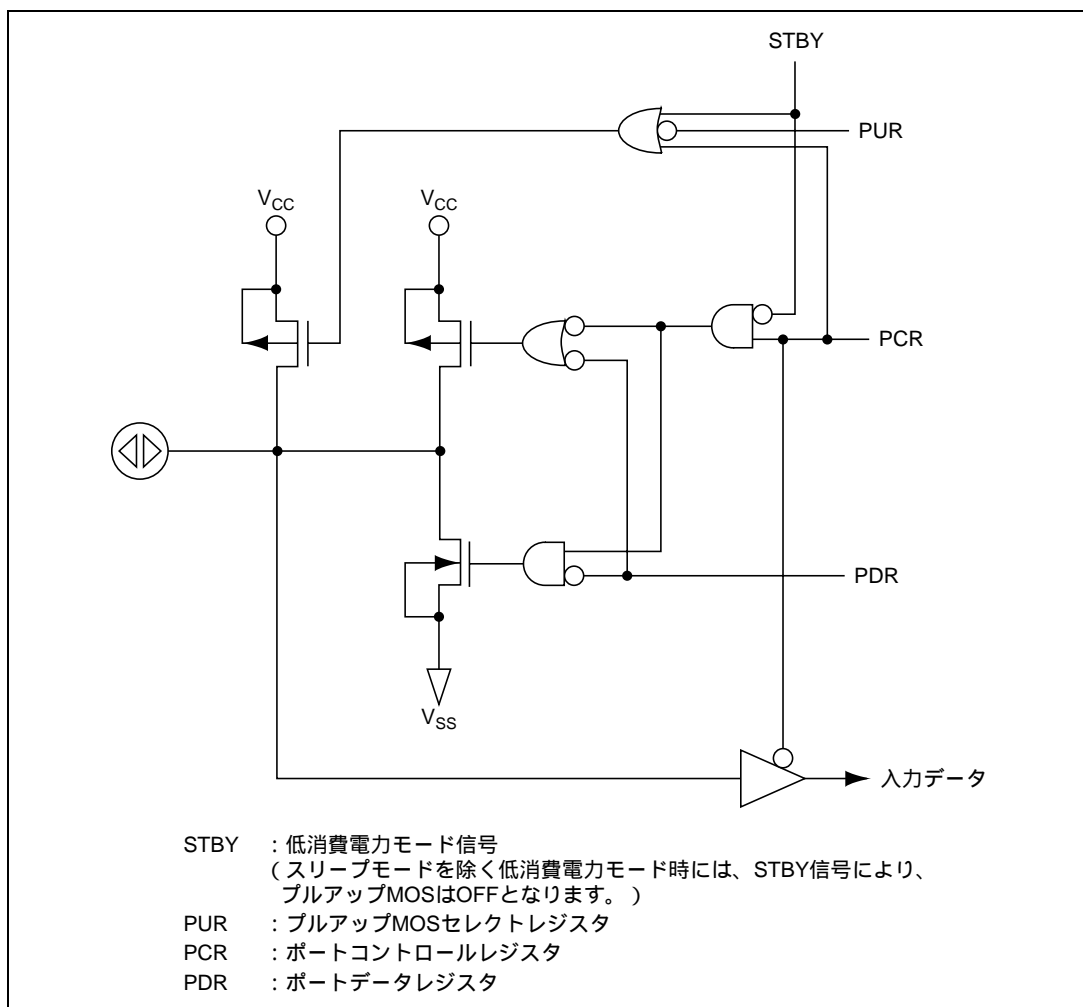 STBY
PUR
VCC
VCC
PCR
PDR
VSS
入力データ
STBY :低消費電力モード信号
(スリープモードを除く低消費電力モード時には、STBY信号により、
プルアップMOSはOFFとなります。)
PUR :プルアップMOSセレクトレジスタ
PCR :ポートコントロールレジスタ
PDR :ポートデータレジスタ